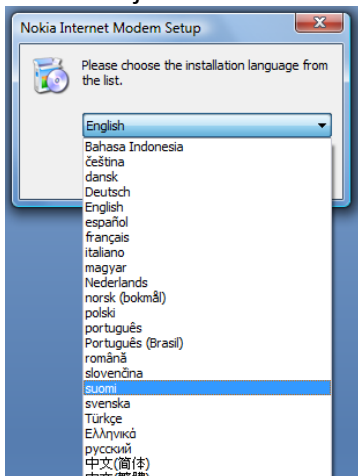 Nokia Internet Modem Setup
Please choose the installation language from
the list.
English
Bahasa Indonesia
čeština
dansk
Deutsch
English
español
français
italiano
magyar
Nederlands
norsk (bokmål)
polski
português
Português (Brasil)
română
slovenčina
suomi
svenska
Türkçe
Ελληνικά
русский
中文(简体)